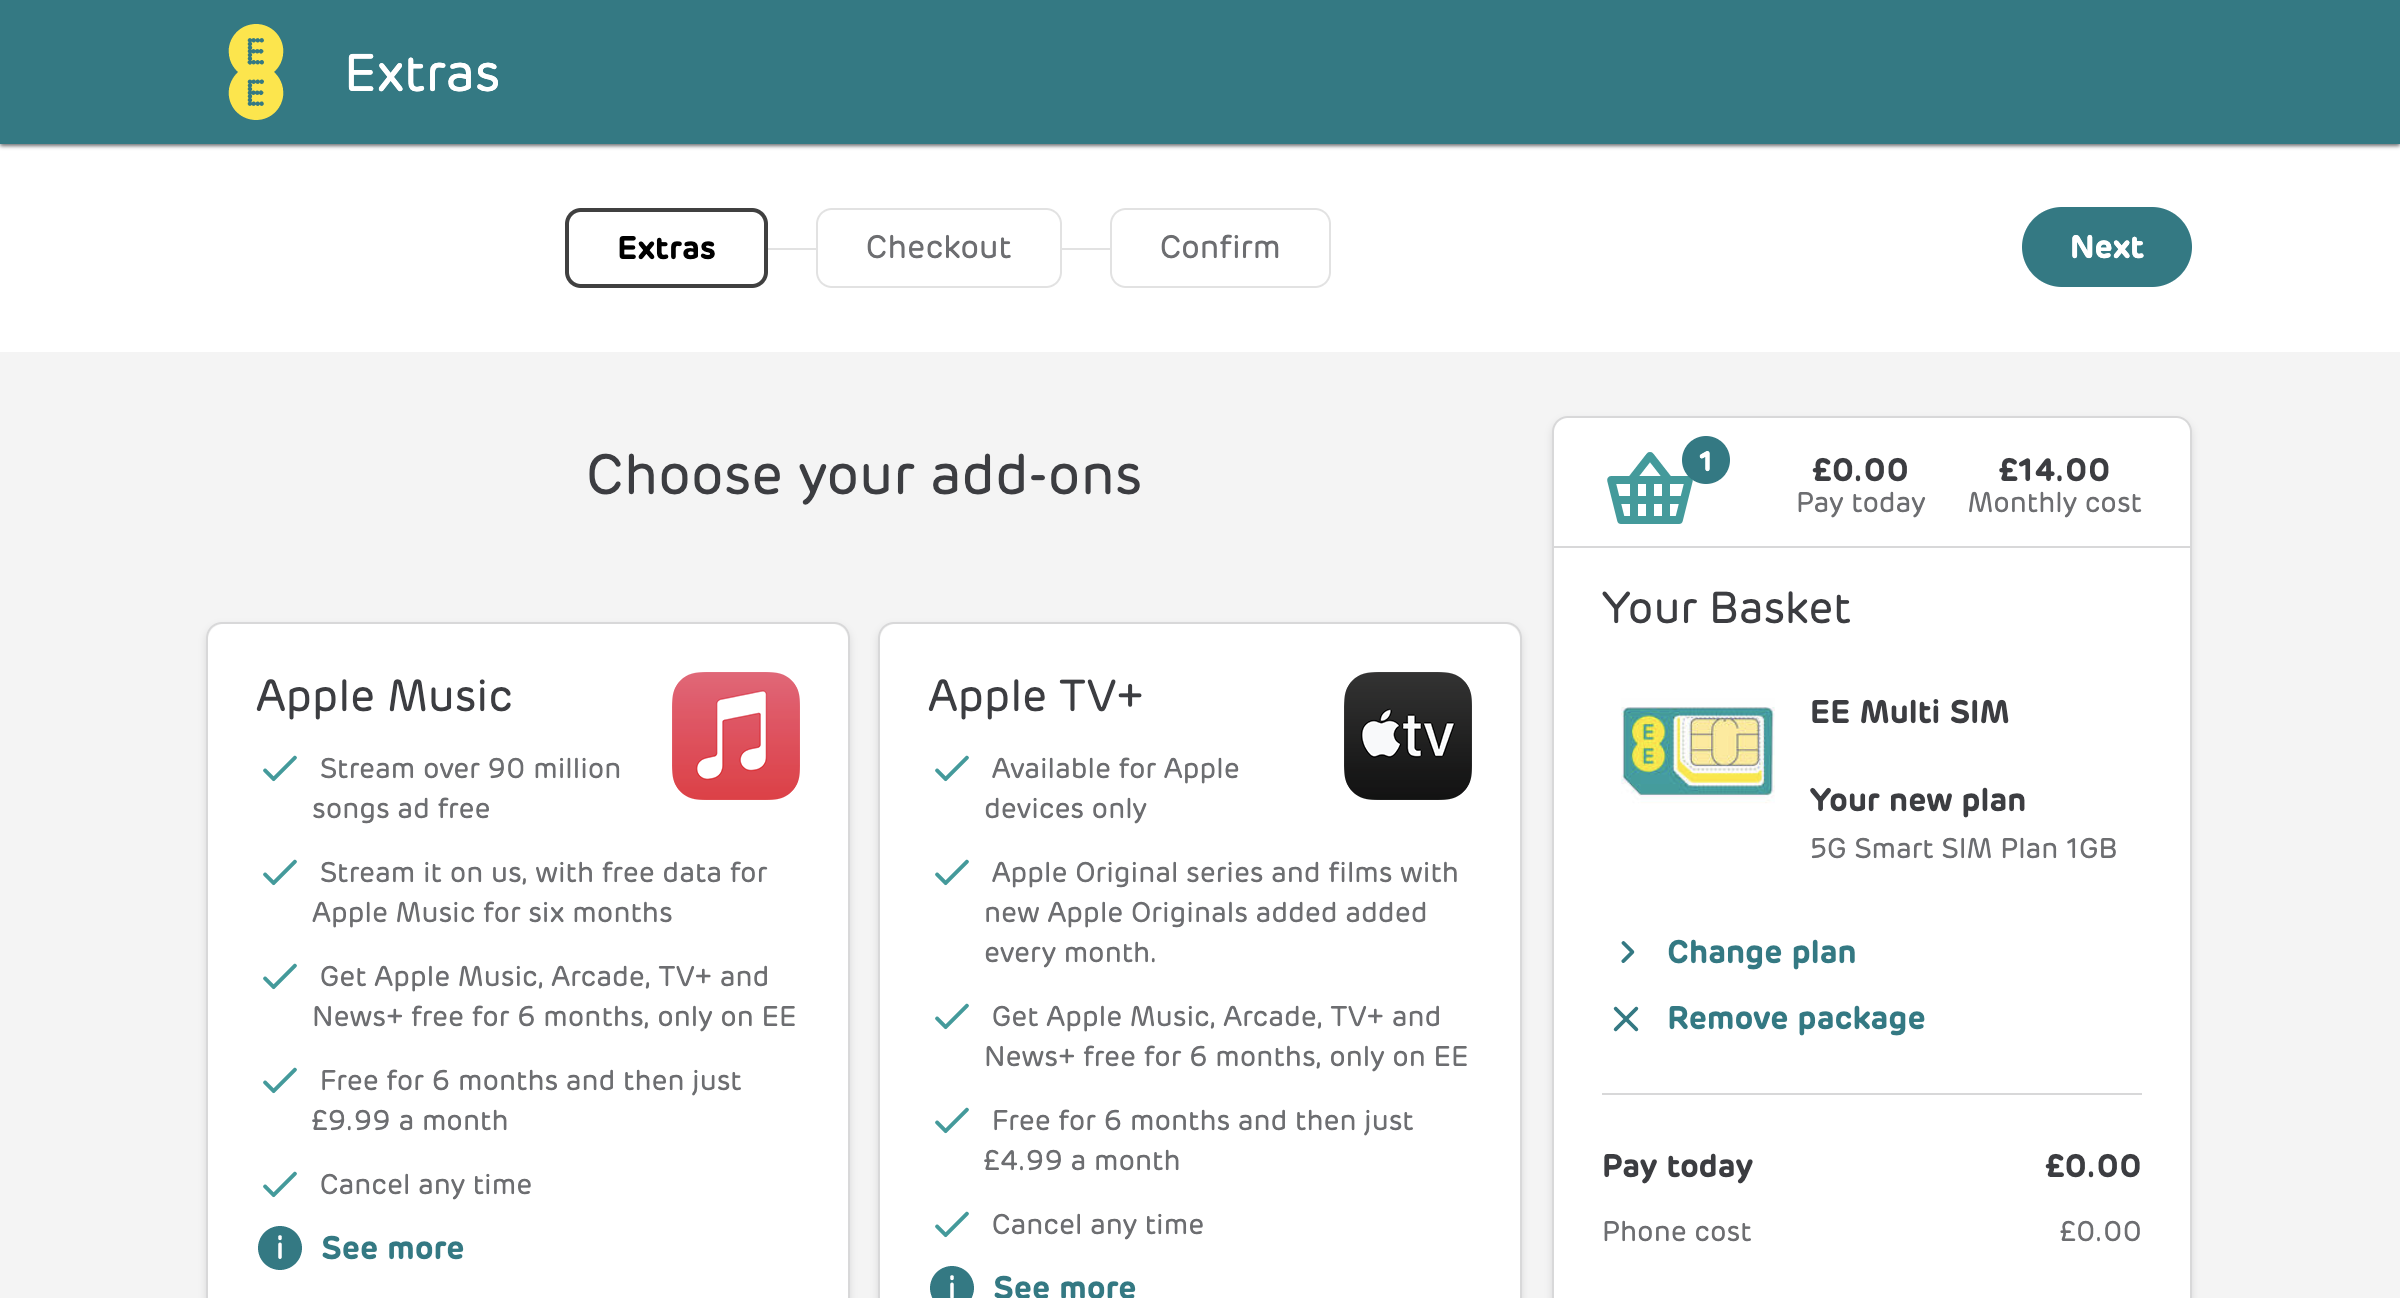 E
E
Extras
Extras
Checkout
Confirm
Next
Choose your add-ons
1
£0.00
Pay today
£14.00
Monthly cost
Apple Music
Stream over 90 million
songs ad free
Stream it on us, with free data for
Apple Music for six months
Get Apple Music, Arcade, TV+ and
News+ free for 6 months, only on EE
Free for 6 months and then just
£9.99 a month
Cancel any time
i See more
Apple TV+
tv
Available for Apple
devices only
Apple Original series and films with
new Apple Originals added added
every month.
Get Apple Music, Arcade, TV+ and
News+ free for 6 months, only on EE
Free for 6 months and then just
£4.99 a month
Cancel any time
i See more
Your Basket
E
E
EE Multi SIM
Your new plan
5G Smart SIM Plan 1GB
Change plan
Remove package
Pay today £0.00
Phone cost £0.00